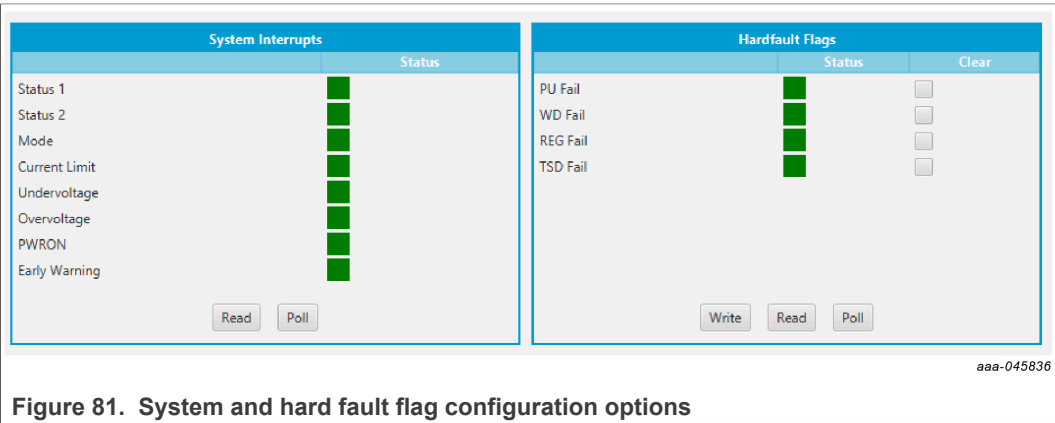 System Interrupts
Status
Status 1
Status 2
Mode
Current Limit
Undervoltage
Overvoltage
PWRON
Early Warning
Read Poll
Hardfault Flags
Status Clear
PU Fail
WD Fail
REG Fail
TSD Fail
Write Read Poll
aaa-045836
Figure 81. System and hard fault flag configuration options